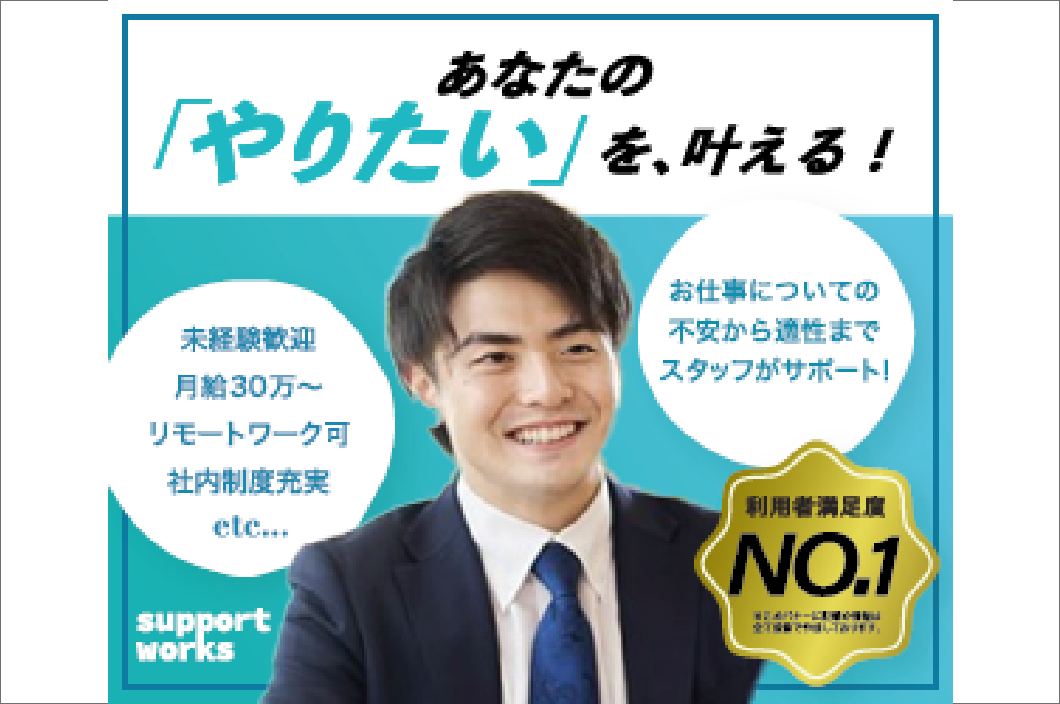 あなたの
「やりたい」を、叶える！
お仕事についての
不安から適性まで
スタッフがサポート!
未経験歓迎
月給30万〜
リモートワーク可
社内制度充実
etc...
利用者満足度
NO.1
support
works